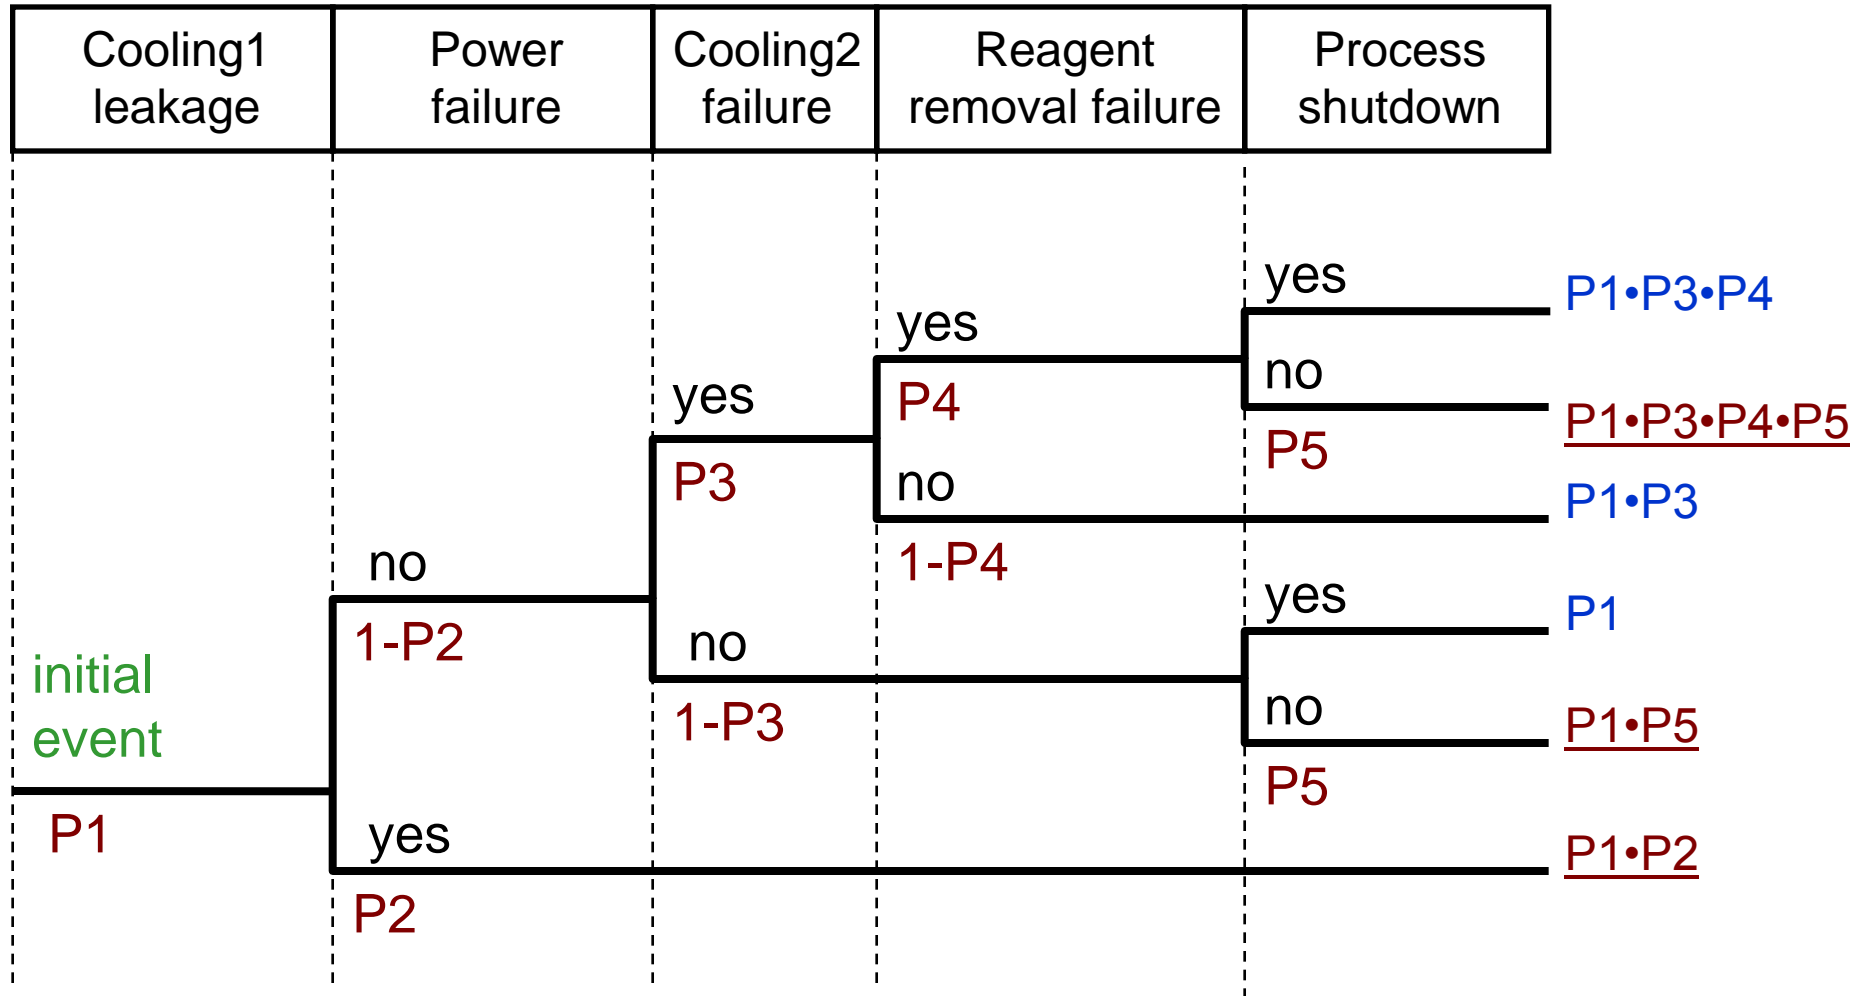 Cooling1
leakage
Power
failure
Cooling2
failure
Reagent
removal failure
Process
shutdown
yes
P1•P3•P4
yes
no
P4
P1•P3•P4•P5
yes
P5
P3
no
P1•P3
no
1-P4
yes
P1
1-P2
no
initial
event
1-P3
no
P1•P5
P5
P1
yes
P1•P2
P2